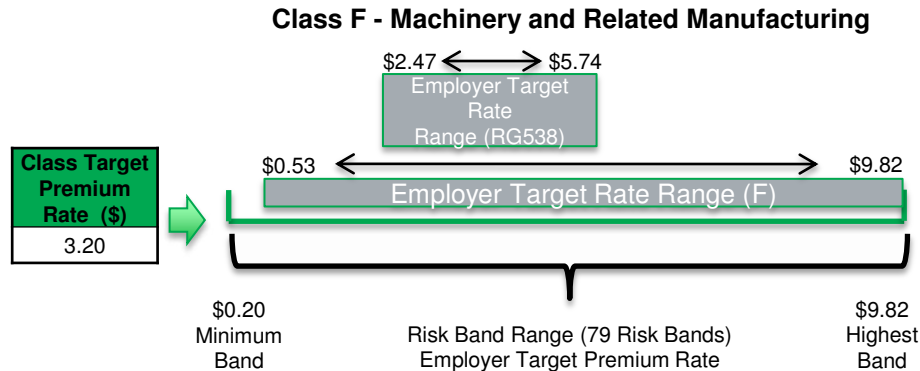 Class F - Machinery and Related Manufacturing
$2.47 $5.74
Employer Target
Rate
Range (RG538)
Class Target
Premium
Rate ($)
3.20
$0.53 $9.82
Employer Target Rate Range (F)
$0.20
Minimum
Band
Risk Band Range (79 Risk Bands)
Employer Target Premium Rate
$9.82
Highest
Band